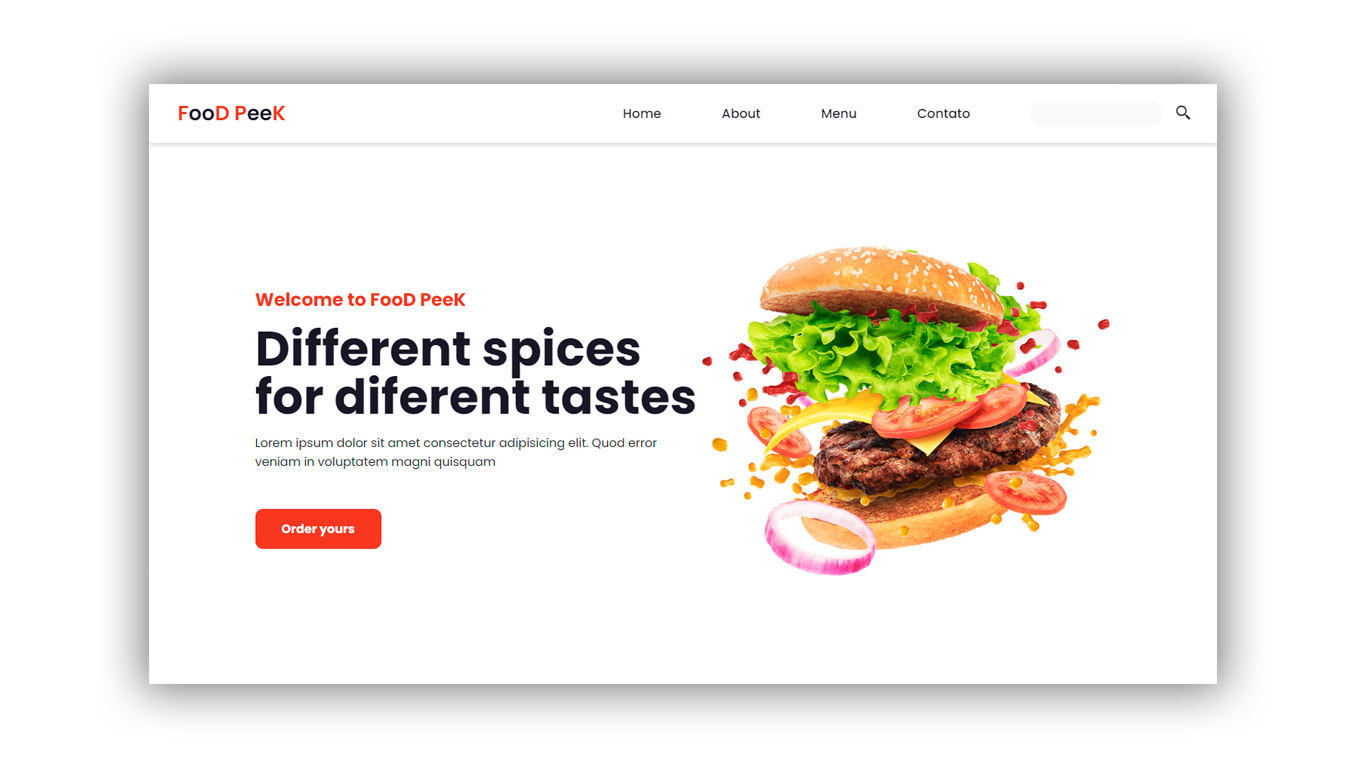 FooD PeeK
Home About Menu Contato
Welcome to FooD PeeK
Different spices
for diferent tastes
Lorem ipsum dolor sit amet consectetur adipisicing elit. Quod error
veniam in voluptatem magni quisquam
Order yours